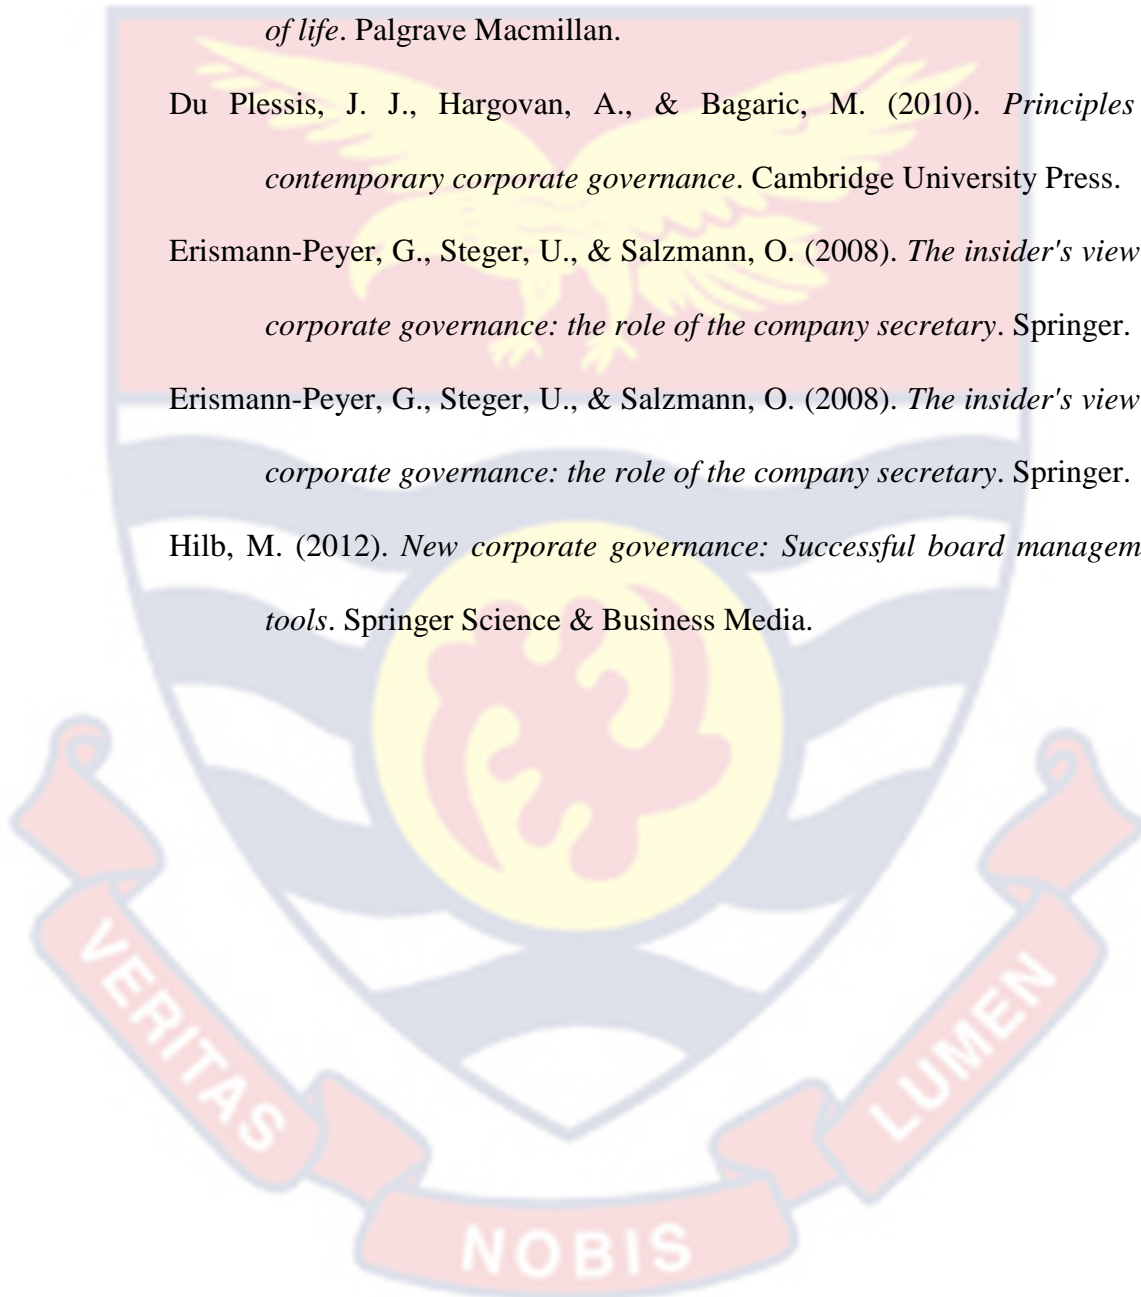 of life. Palgrave Macmillan.
Du Plessis, J. J., Hargovan, A., & Bagaric, M. (2010). Principles
contemporary corporate governance. Cambridge University Press.
Erismann-Peyer, G., Steger, U., & Salzmann, O. (2008). The insider's view
corporate governance: the role of the company secretary. Springer.
Erismann-Peyer, G., Steger, U., & Salzmann, O. (2008). The insider's view
corporate governance: the role of the company secretary. Springer.
Hilb, M. (2012). New corporate governance: Successful board managem
tools. Springer Science & Business Media.
VERITAS
NOBIS
LUMEN